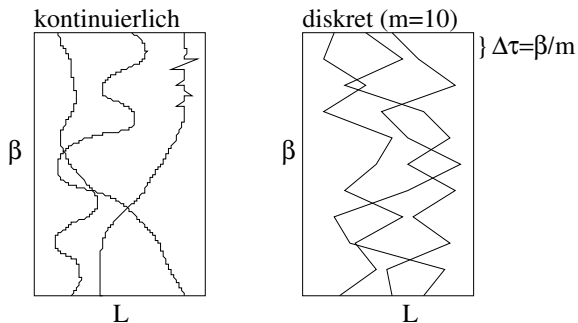 kontinuierlich
diskret (m=10)
} Δτ=β/m
β
β
L
L